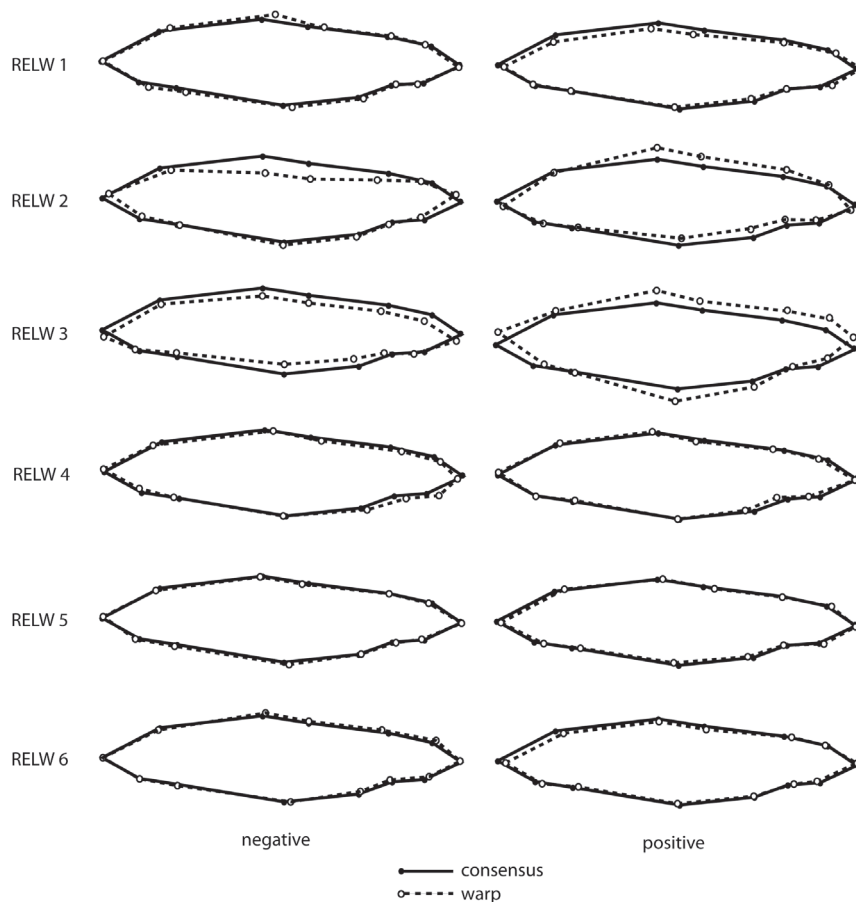 RELW 1
RELW 2
RELW 3
RELW 4
RELW 5
RELW 6
negative positive
consensus
warp